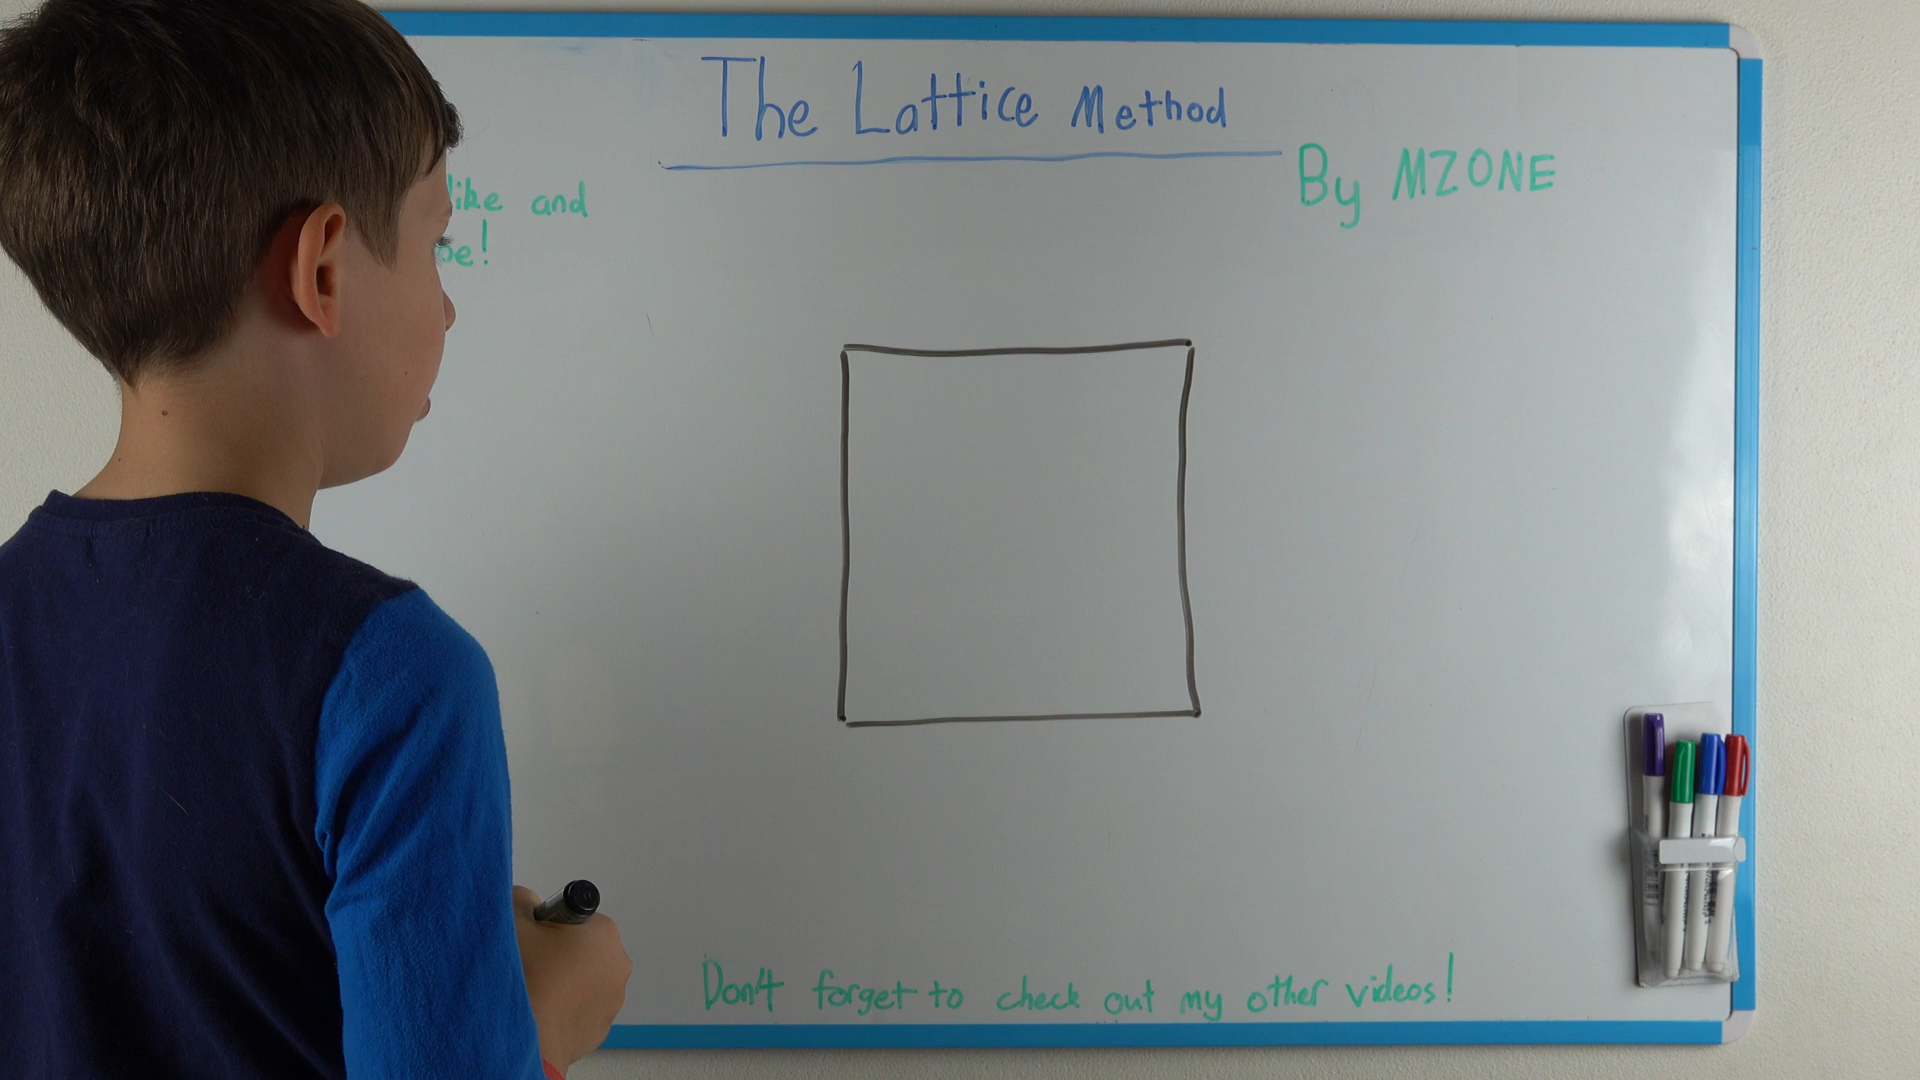 The Lattice Method
By MZONE
like and
Don't forget to check out my other videos!